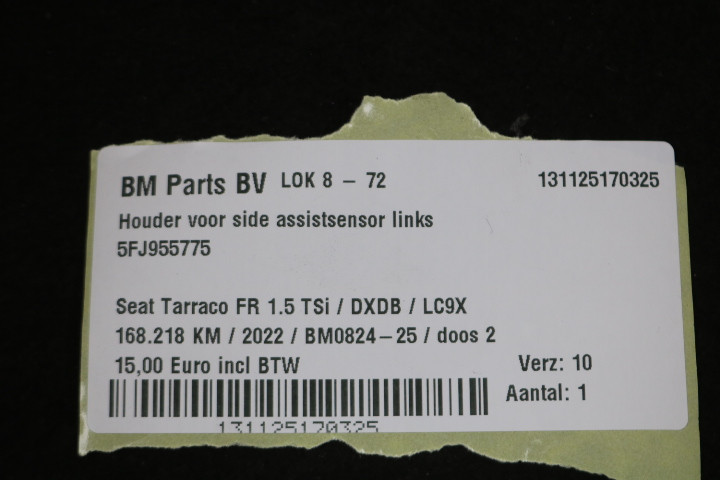 BM Parts BV LOK 8 - 72 131125170325
Houder voor side assistsensor links
5FJ955775
Seat Tarraco FR 1.5 TSi / DXDB / LC9X
168.218 KM / 2022 / BM0824-25 / doos 2
15,00 Euro incl BTW Verz: 10
Aantal: 1
131125170325